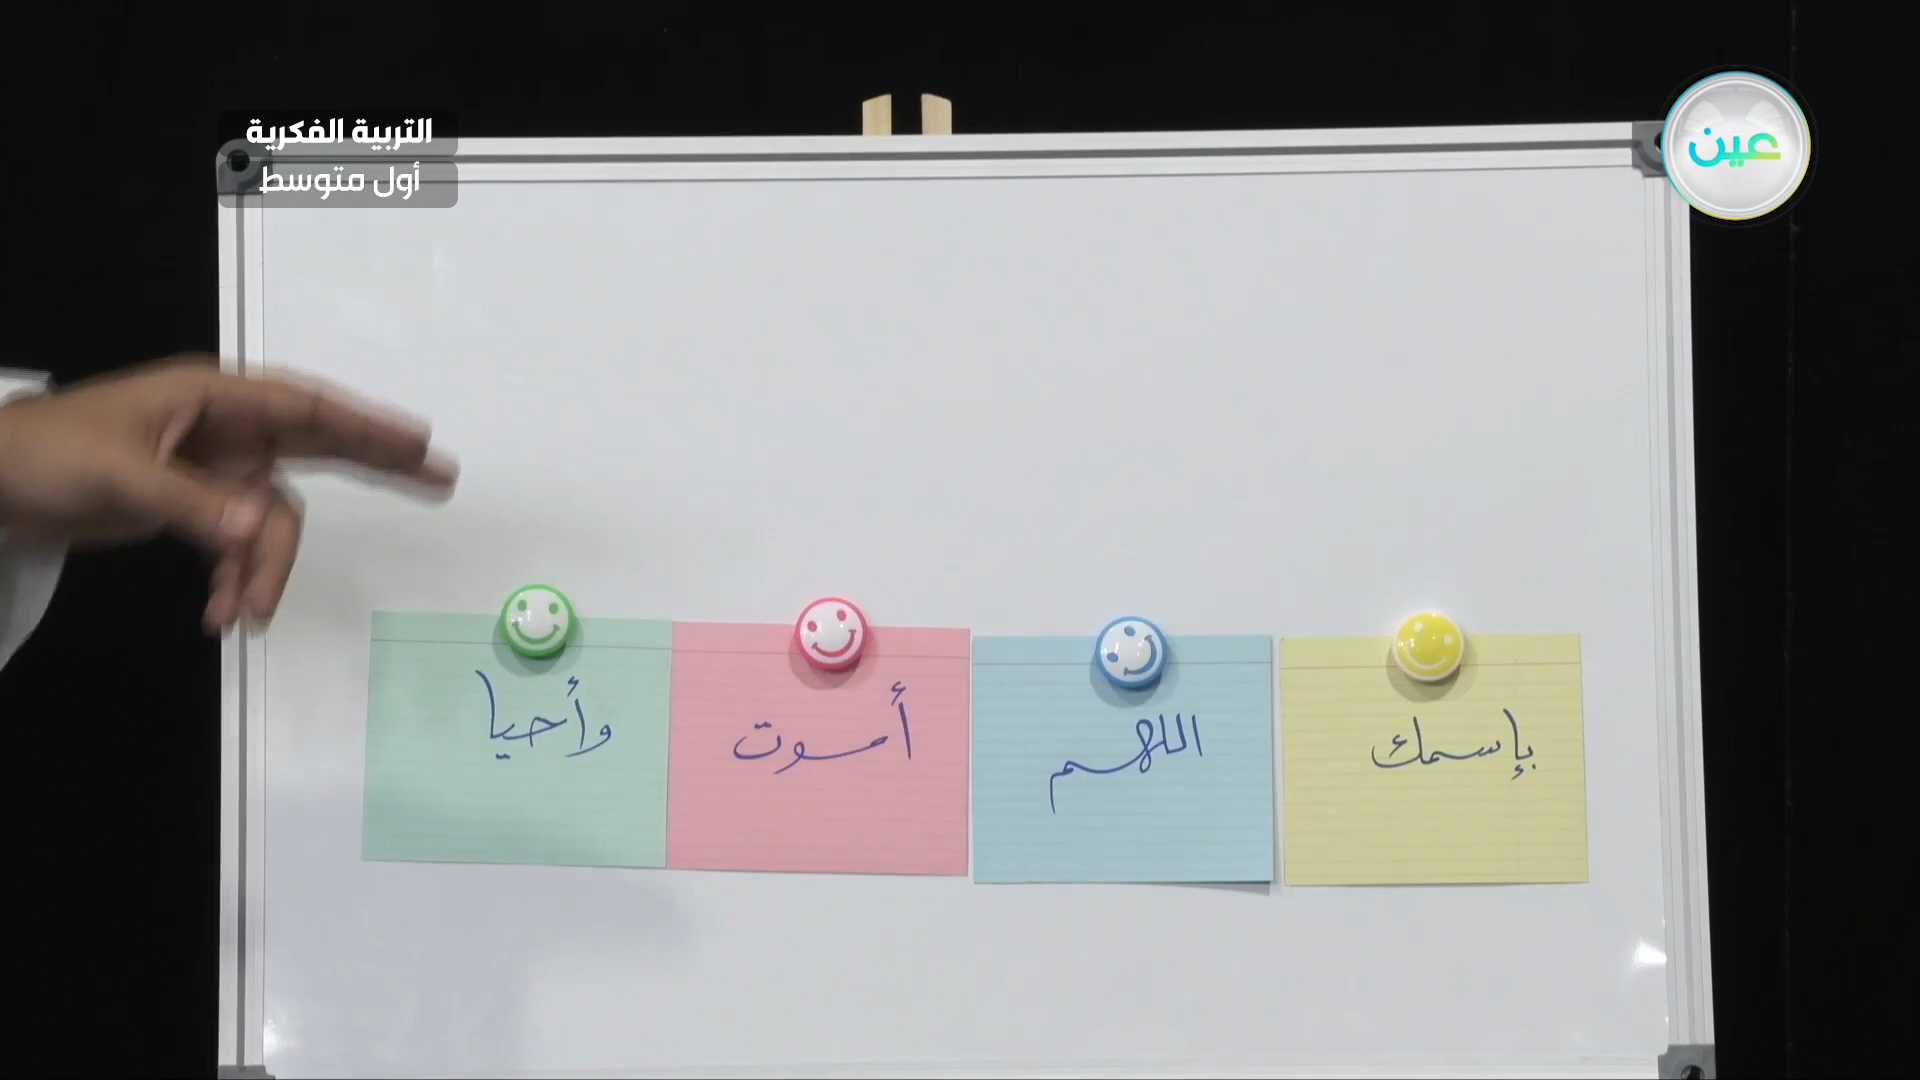 التربية الفكرية
أول متوسط
عين
بإسمك اللهم أموت وأحيا